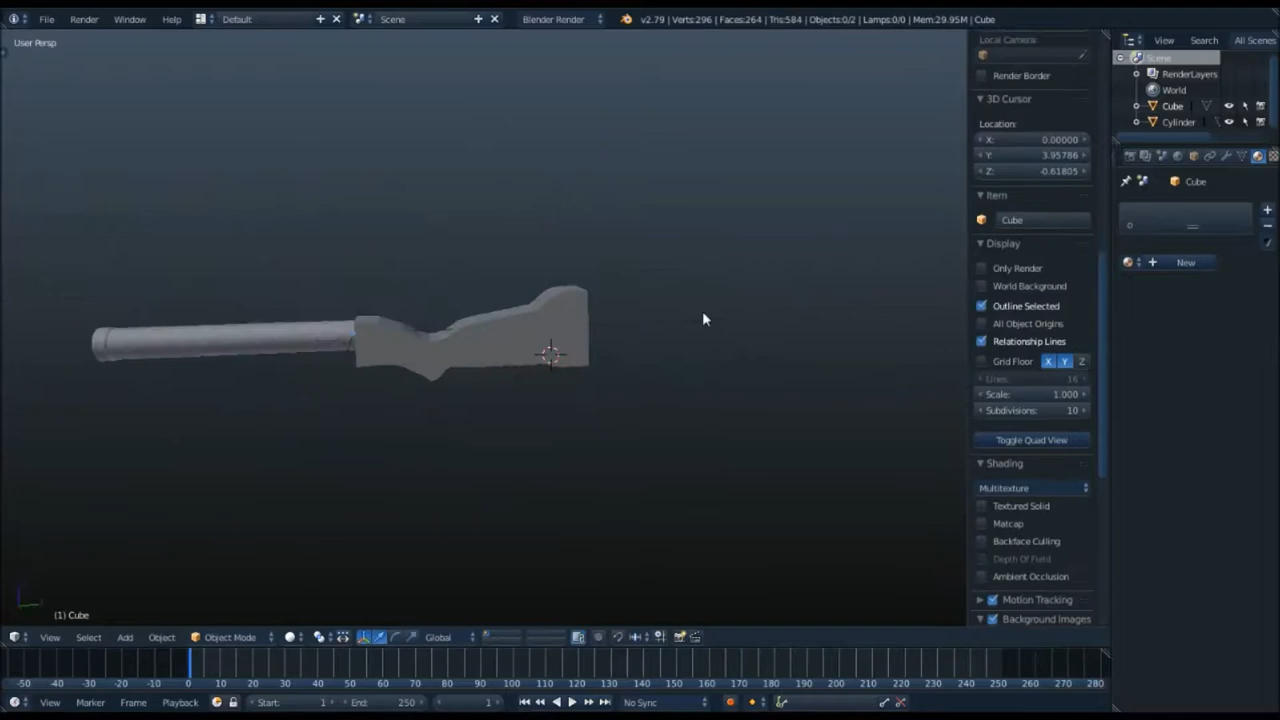 File Render Window Help Default Scene Blender Render v2.79 | Verts:296 | Faces:264 | Tris:584 | Objects:0/2 | Lamps:0/0 | Mem:29.95M | Cube
User Persp
Local Camera:
Render Border
3D Cursor
Location:
X: 0.00000
Y: 3.95786
Z: -0.61805
Item
Cube
Display
Only Render
World Background
Outline Selected
All Object Origins
Relationship Lines
Grid Floor X Y Z
Lines: 16
Scale: 1.000
Subdivisions: 10
Toggle Quad View
Shading
Multitexture
Textured Solid
Matcap
Backface Culling
Depth Of Field
Ambient Occlusion
Motion Tracking
Background Images
View Search All Scenes
Scene
RenderLayers
World
Cube
Cylinder
Cube
New
(1) Cube
View Select Add Object Object Mode Global
-50 -40 -30 -20 -10 0 10 20 30 40 50 60 70 80 90 100 110 120 130 140 150 160 170 180 190 200 210 220 230 240 250 260 270 280
View Marker Frame Playback Start: 1 End: 250 1 No Sync